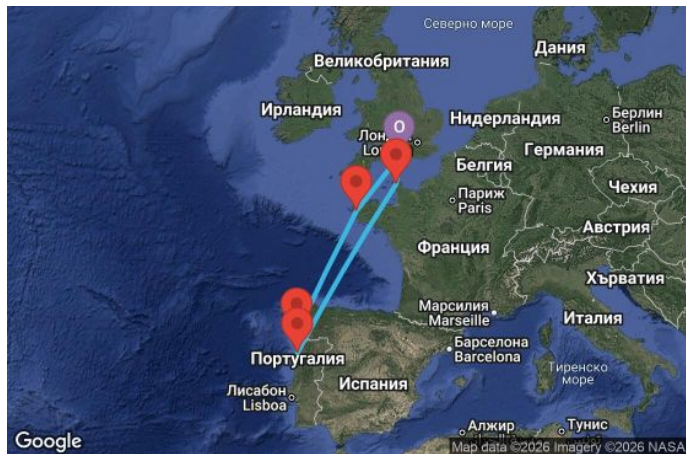 Северно море
Дания
Великобритания
Ирландия
О
Нидерландия
Берлин
Berlin
Белгия
Германия
Париж
Paris
Чехия
Австрия
Франция
Хърватия
Марсилия
Marseille
Италия
Португалия
Барселона
Barcelona
Тиренско
море
Испания
Лисабон
Lisboa
Алжир
Тунис
Google
Map data ©2026 Imagery ©2026 NASA